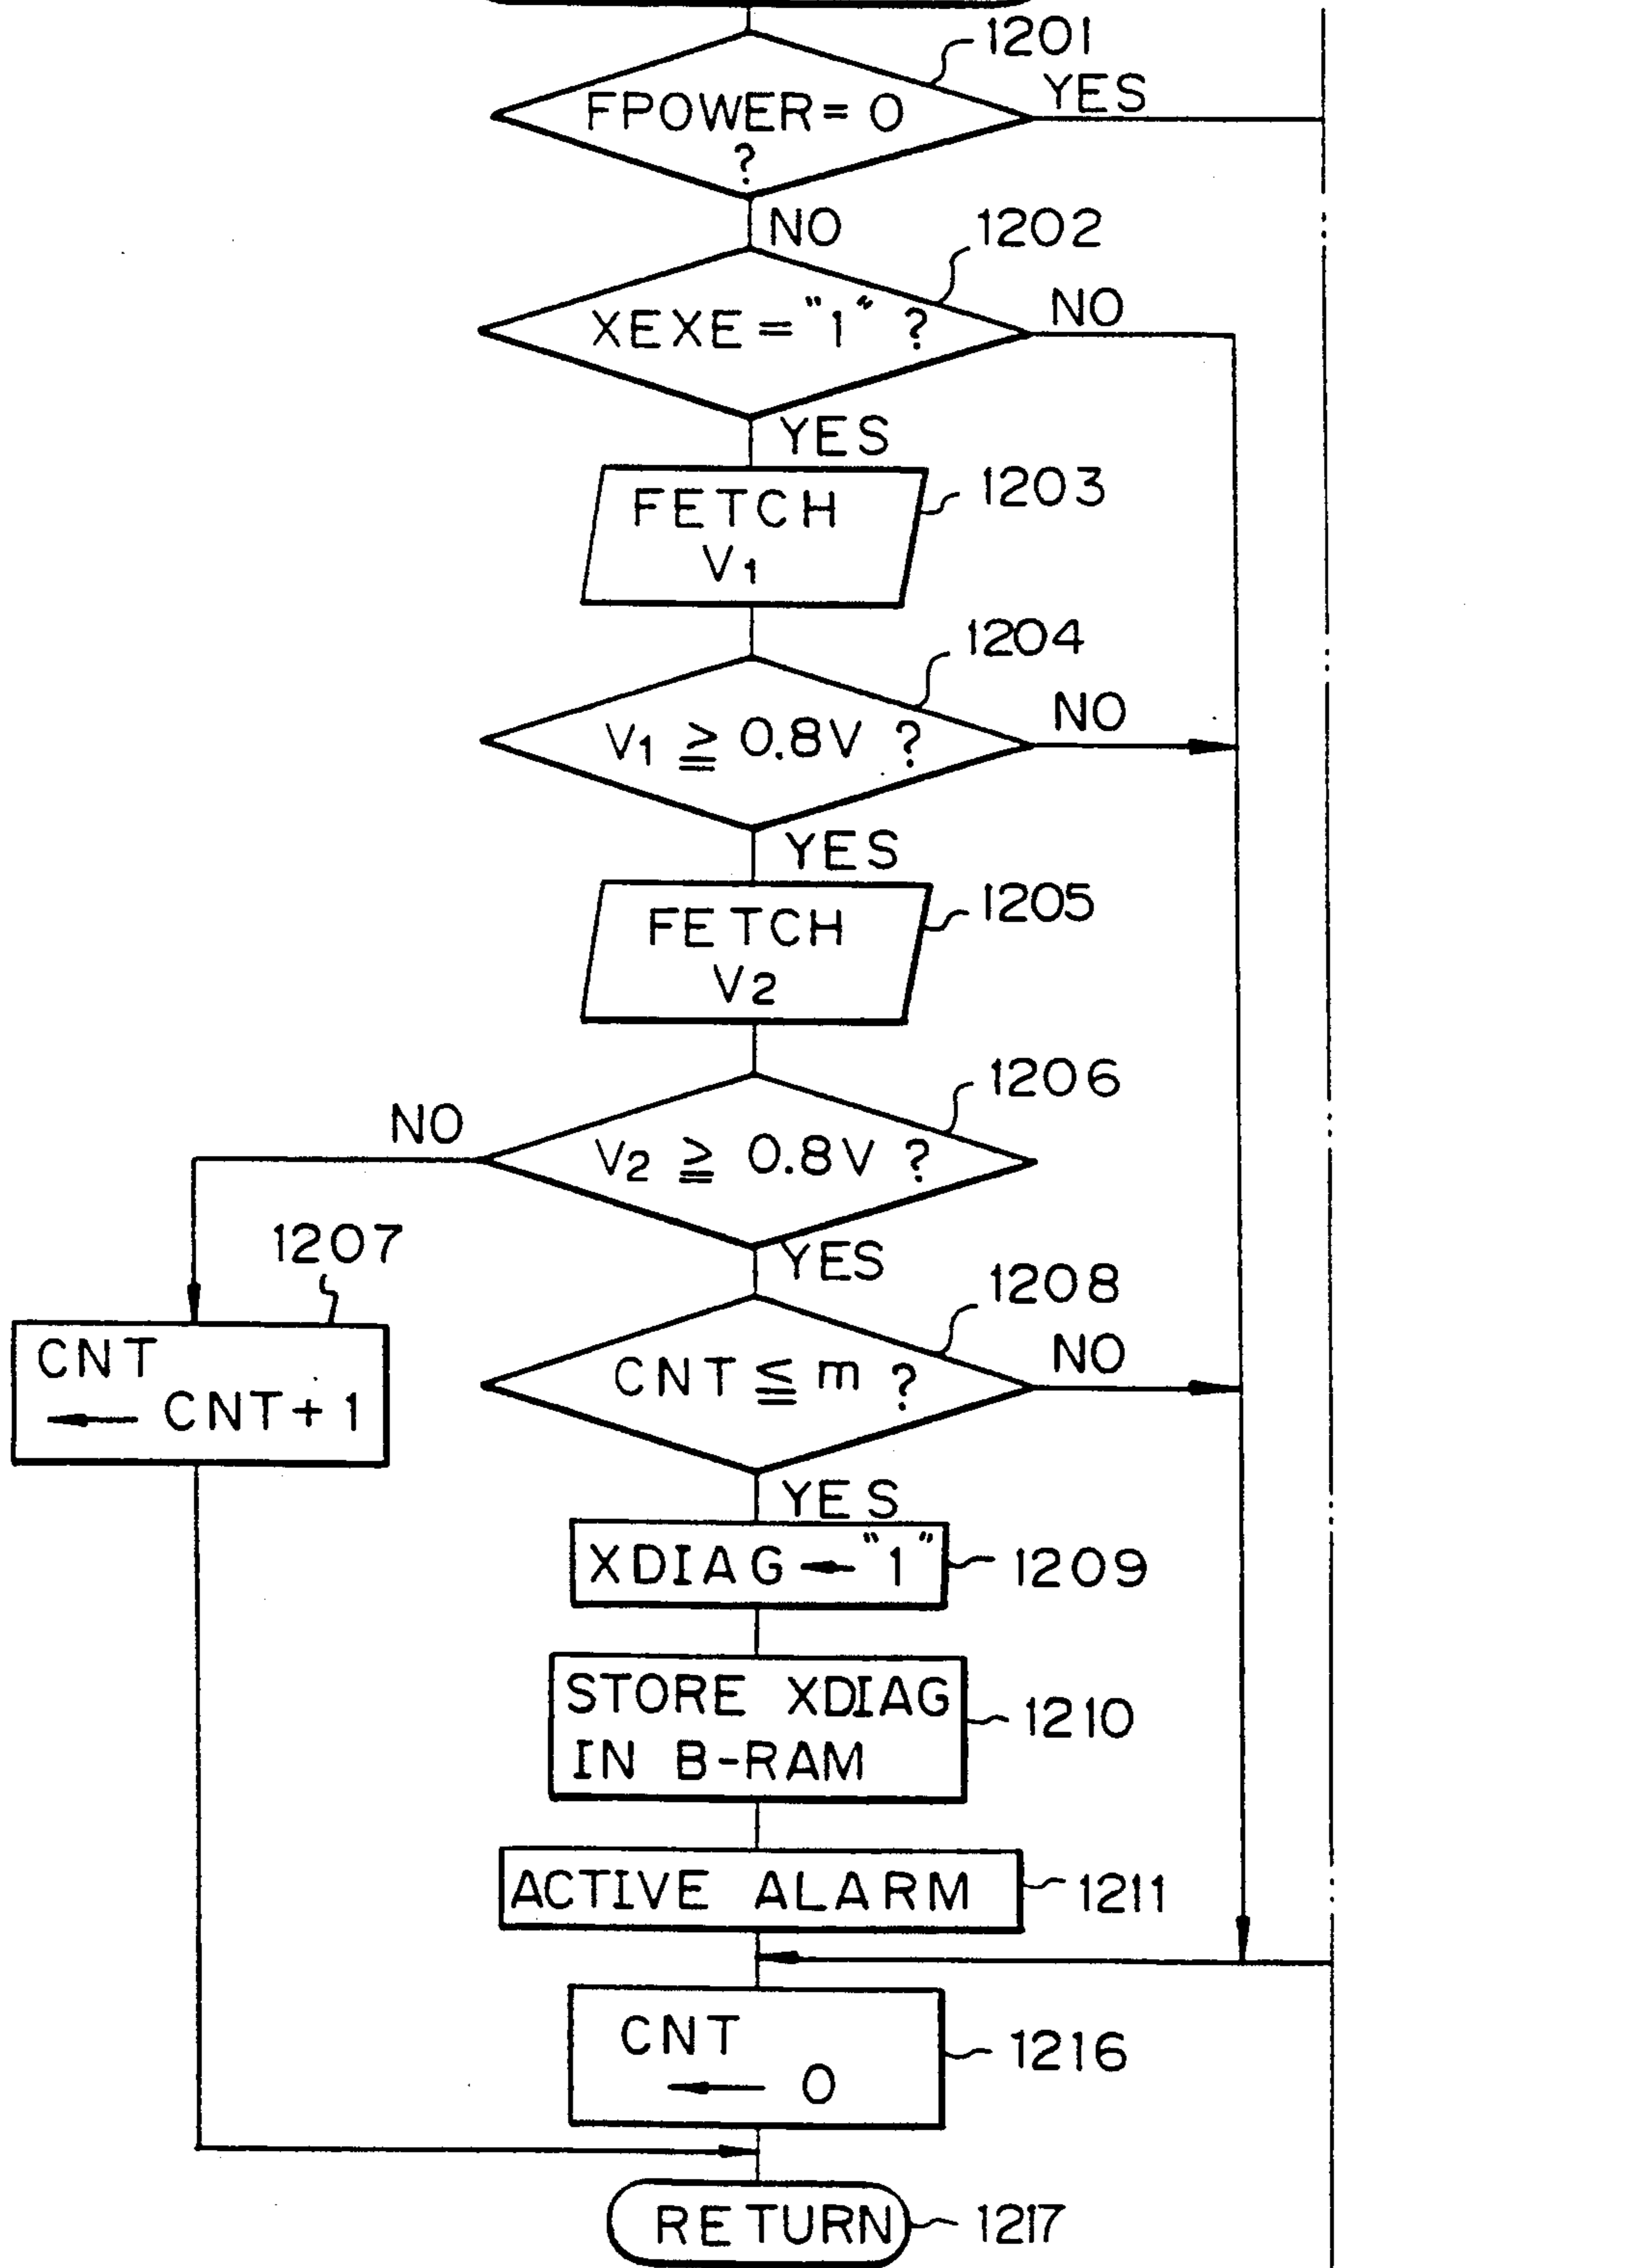 1201
FPOWER = 0
?
YES
NO
1202
XEXE = "1" ?
NO
YES
1203
FETCH
V1
1204
V1 ≧ 0.8V ?
NO
YES
1205
FETCH
V2
1206
V2 ≧ 0.8V ?
NO
YES
1207
CNT
← CNT + 1
1208
CNT ≦ m ?
NO
YES
XDIAG ← "1"
1209
STORE XDIAG
IN B-RAM
1210
ACTIVE ALARM
1211
CNT
← 0
1216
RETURN
1217